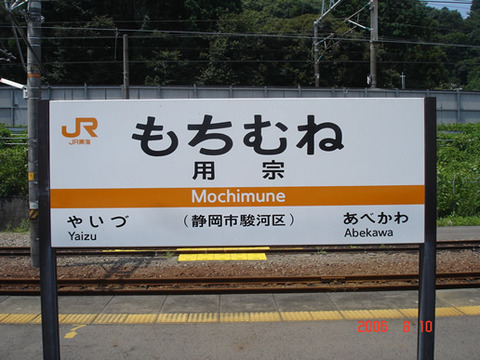 JR
JR東海
もちむね
用宗
Mochimune
やいづ (静岡市駿河区) あべかわ
Yaizu Abekawa
2006 8 10